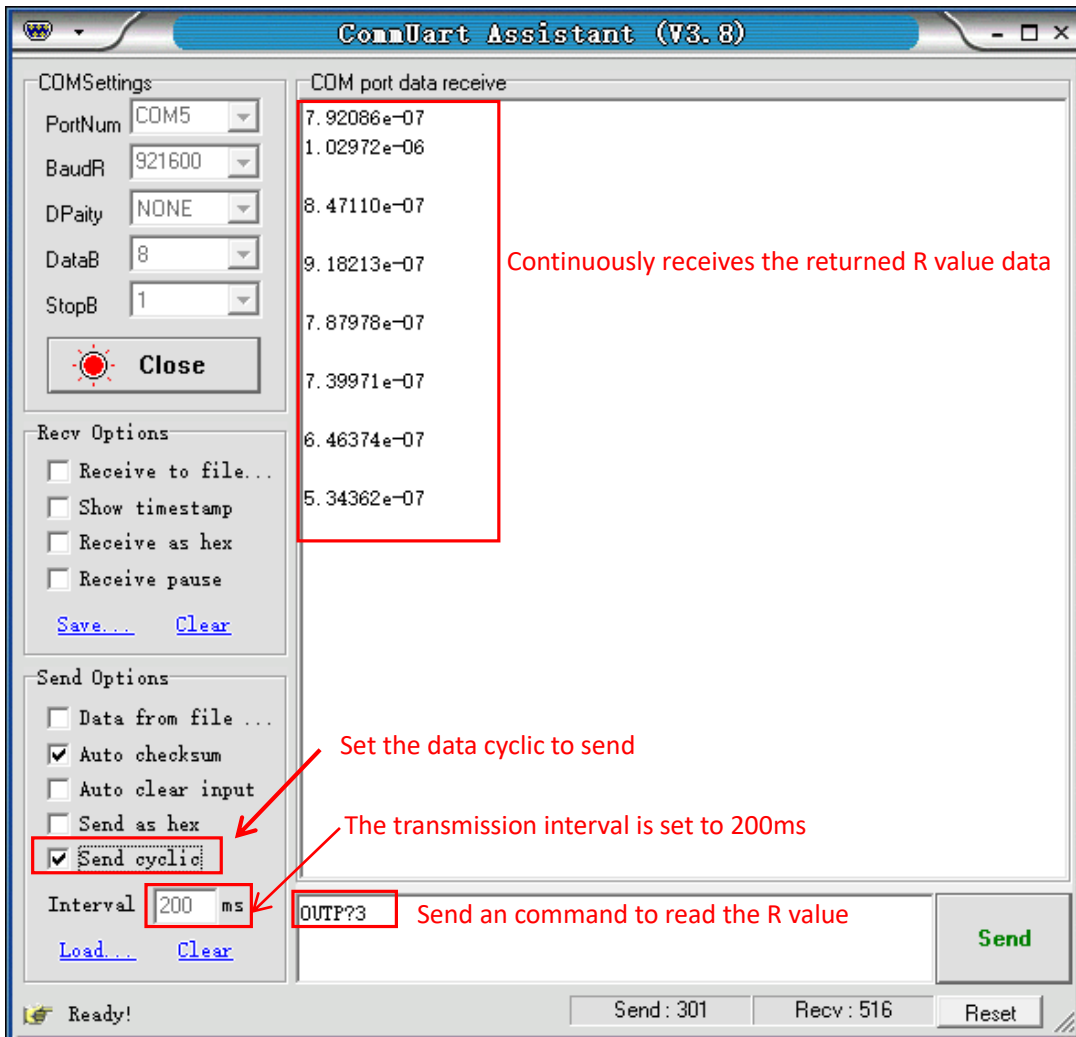 CommUart Assistant (V3.8)
COMSettings
PortNum COM5
BaudR 921600
DPaity NONE
DataB 8
StopB 1
Close
Recv Options
Receive to file...
Show timestamp
Receive as hex
Receive pause
Save... Clear
Send Options
Data from file ...
Auto checksum
Auto clear input
Send as hex
Send cyclic
Interval 200 ms
Load... Clear
COM port data receive
7.92086e-07
1.02972e-06
8.47110e-07
9.18213e-07
7.87978e-07
7.39971e-07
6.46374e-07
5.34362e-07
Continuously receives the returned R value data
Set the data cyclic to send
The transmission interval is set to 200ms
OUTP?3
Send an command to read the R value
Send
Ready!
Send : 301
Recv : 516
Reset